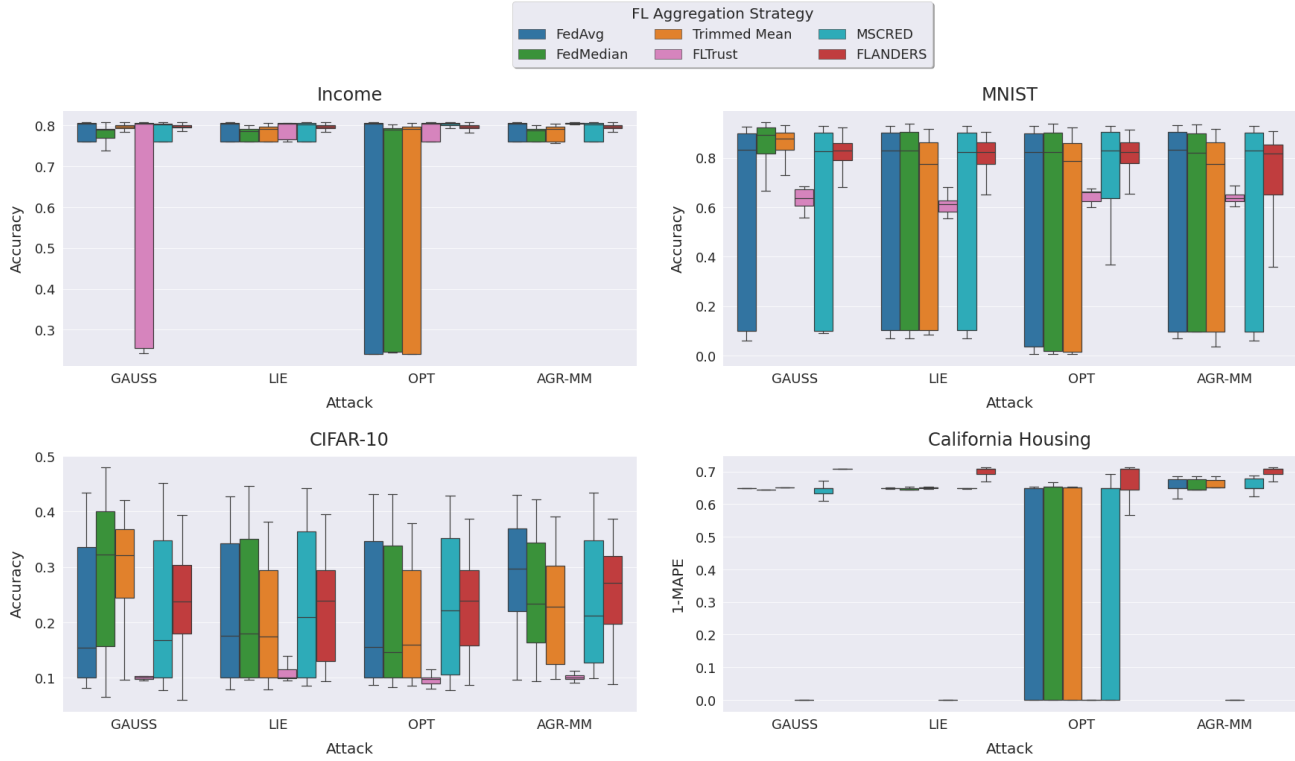 FL Aggregation Strategy
FedAvg Trimmed Mean MSCRED
FedMedian FLTrust FLANDERS
Income
Accuracy
0.8
0.7
0.6
0.5
0.4
0.3
GAUSS LIE OPT AGR-MM
Attack
MNIST
Accuracy
0.8
0.6
0.4
0.2
0.0
GAUSS LIE OPT AGR-MM
Attack
CIFAR-10
Accuracy
0.5
0.4
0.3
0.2
0.1
GAUSS LIE OPT AGR-MM
Attack
California Housing
1-MAPE
0.7
0.6
0.5
0.4
0.3
0.2
0.1
0.0
GAUSS LIE OPT AGR-MM
Attack